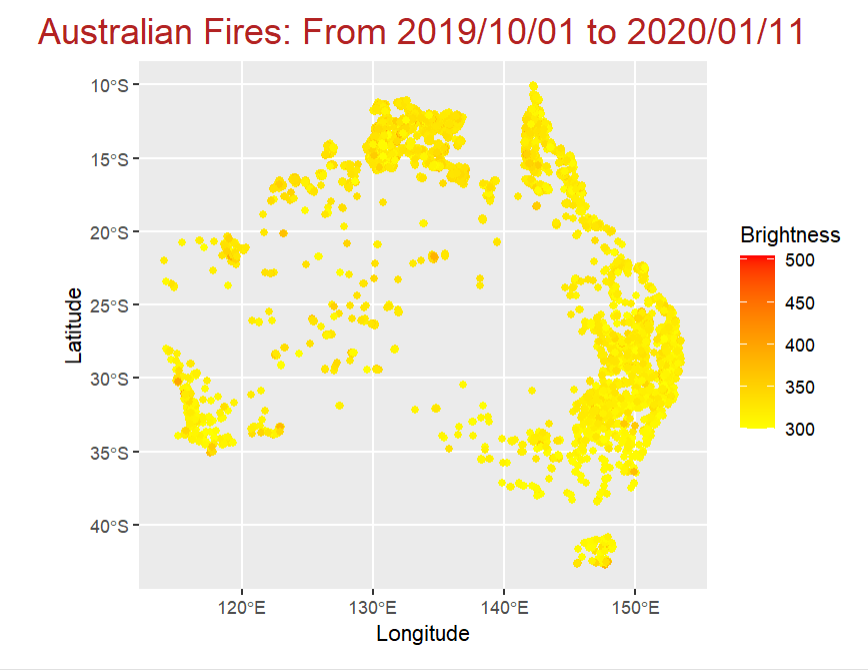 Australian Fires: From 2019/10/01 to 2020/01/11
10°S
15°S
20°S
25°S
30°S
35°S
40°S
Latitude
120°E 130°E 140°E 150°E
Longitude
Brightness
500
450
400
350
300